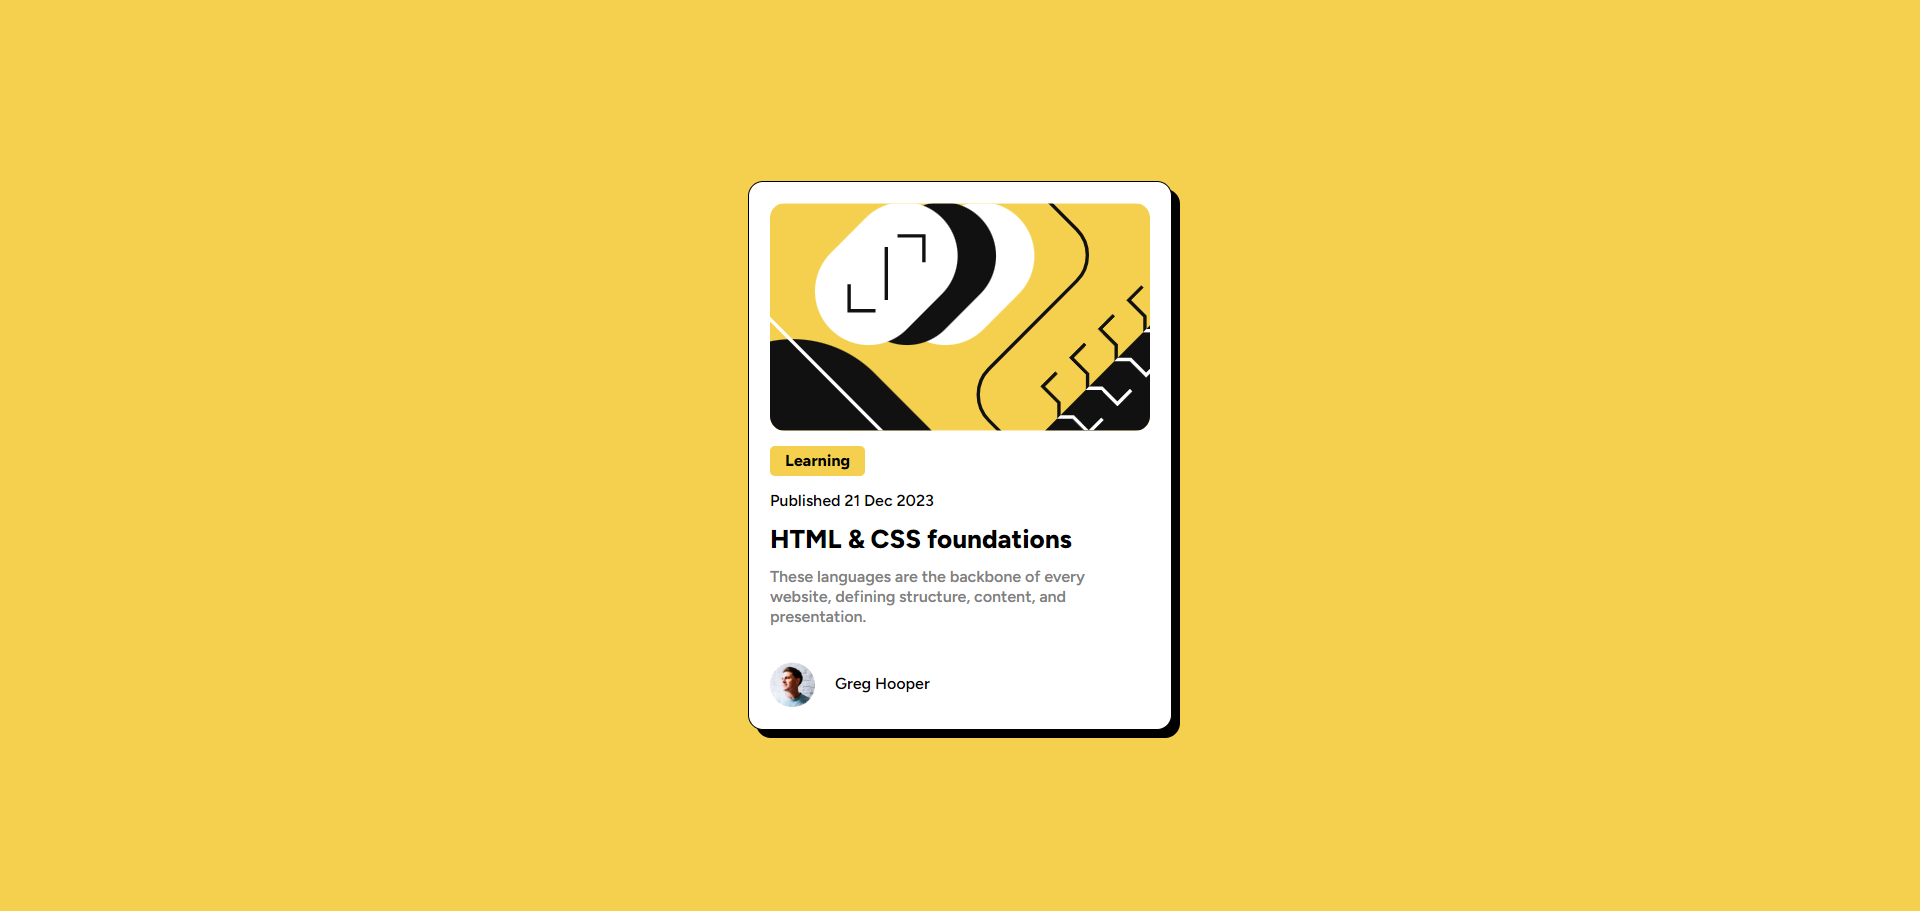 Learning
Published 21 Dec 2023
HTML & CSS foundations
These languages are the backbone of every
website, defining structure, content, and
presentation.
Greg Hooper